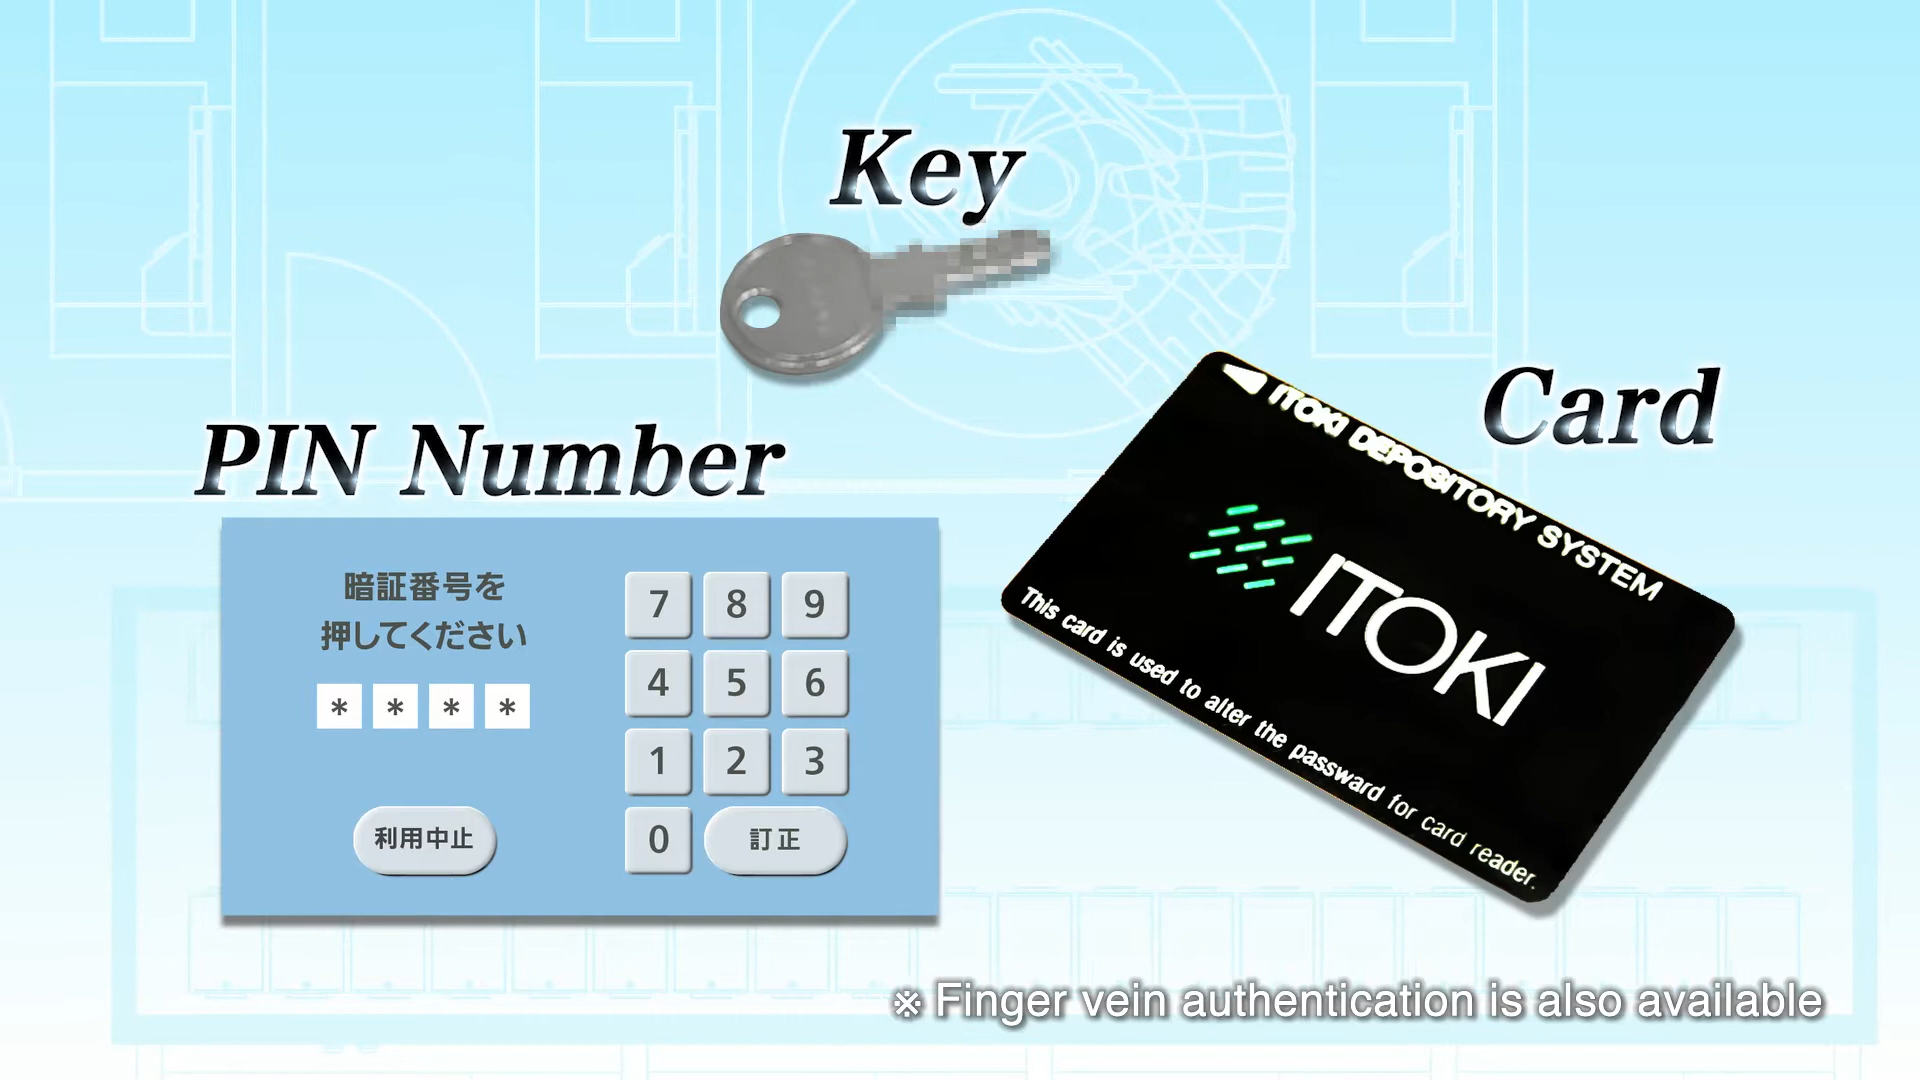 Key
Card
PIN Number
暗証番号を
押してください
* * * *
7 8 9
4 5 6
1 2 3
0 訂正
利用中止
ITOKI DEPOSITORY SYSTEM
ITOKI
This card is used to alter the passward for card reader.
※ Finger vein authentication is also available